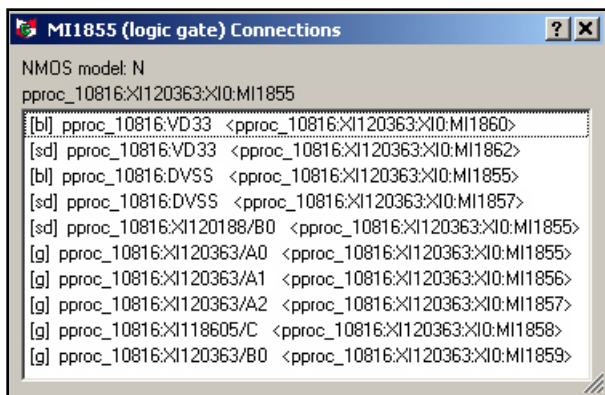 MI1855 (logic gate) Connections
NMOS model: N
pproc_10816:XI120363:XI0:MI1855
[bl] pproc_10816:VD33 <pproc_10816:XI120363:XI0:MI1860>
[sd] pproc_10816:VD33 <pproc_10816:XI120363:XI0:MI1862>
[bl] pproc_10816:DVSS <pproc_10816:XI120363:XI0:MI1855>
[sd] pproc_10816:DVSS <pproc_10816:XI120363:XI0:MI1857>
[sd] pproc_10816:XI120188/B0 <pproc_10816:XI120363:XI0:MI1855>
[g] pproc_10816:XI120363/A0 <pproc_10816:XI120363:XI0:MI1855>
[g] pproc_10816:XI120363/A1 <pproc_10816:XI120363:XI0:MI1856>
[g] pproc_10816:XI120363/A2 <pproc_10816:XI120363:XI0:MI1857>
[g] pproc_10816:XI118605/C <pproc_10816:XI120363:XI0:MI1858>
[g] pproc_10816:XI120363/B0 <pproc_10816:XI120363:XI0:MI1859>